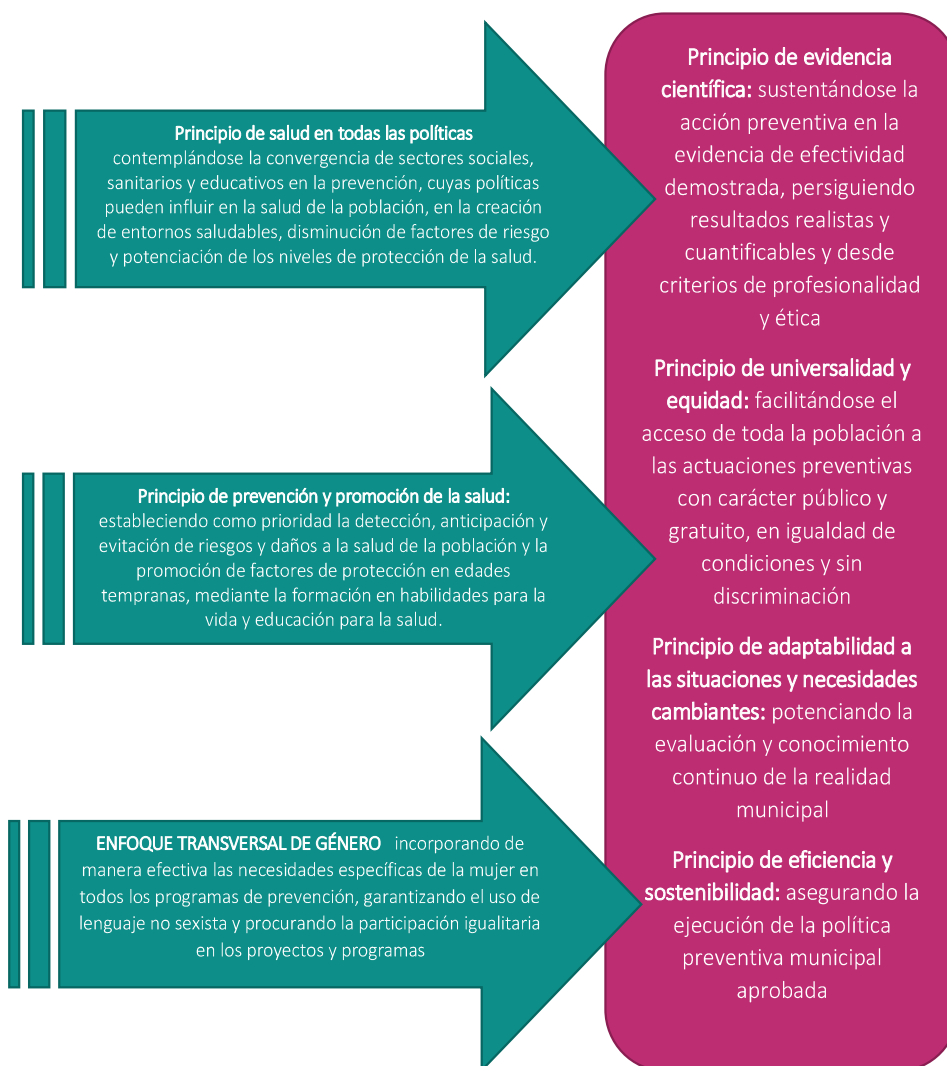 Principio de salud en todas las políticas
contemplándose la convergencia de sectores sociales,
sanitarios y educativos en la prevención, cuyas políticas
pueden influir en la salud de la población, en la creación
de entornos saludables, disminución de factores de riesgo
y potenciación de los niveles de protección de la salud.
Principio de prevención y promoción de la salud:
estableciendo como prioridad la detección, anticipación y
evitación de riesgos y daños a la salud de la población y la
promoción de factores de protección en edades
tempranas, mediante la formación en habilidades para la
vida y educación para la salud.
ENFOQUE TRANSVERSAL DE GÉNERO incorporando de
manera efectiva las necesidades específicas de la mujer en
todos los programas de prevención, garantizando el uso de
lenguaje no sexista y procurando la participación igualitaria
en los proyectos y programas
Principio de evidencia
científica: sustentándose la
acción preventiva en la
evidencia de efectividad
demostrada, persiguiendo
resultados realistas y
cuantificables y desde
criterios de profesionalidad
y ética
Principio de universalidad y
equidad: facilitándose el
acceso de toda la población a
las actuaciones preventivas
con carácter público y
gratuito, en igualdad de
condiciones y sin
discriminación
Principio de adaptabilidad a
las situaciones y necesidades
cambiantes: potenciando la
evaluación y conocimiento
continuo de la realidad
municipal
Principio de eficiencia y
sostenibilidad: asegurando la
ejecución de la política
preventiva municipal
aprobada